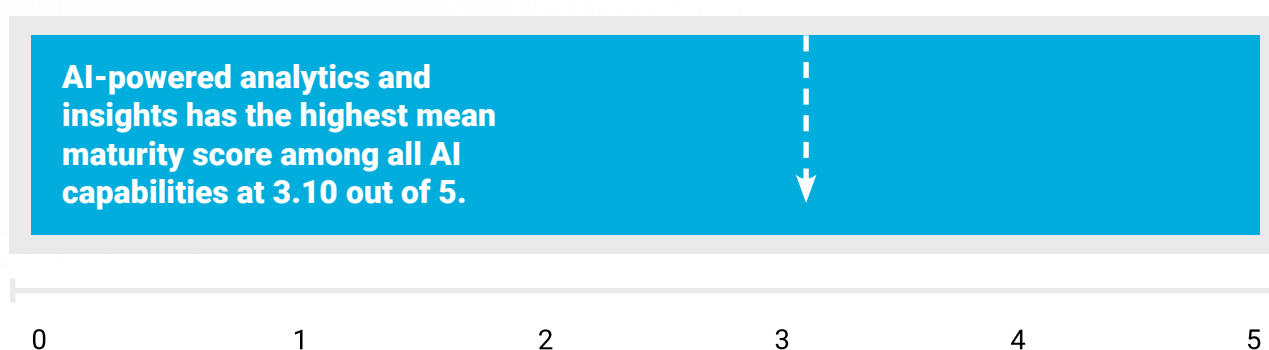 AI-powered analytics and
insights has the highest mean
maturity score among all AI
capabilities at 3.10 out of 5.
0 1 2 3 4 5